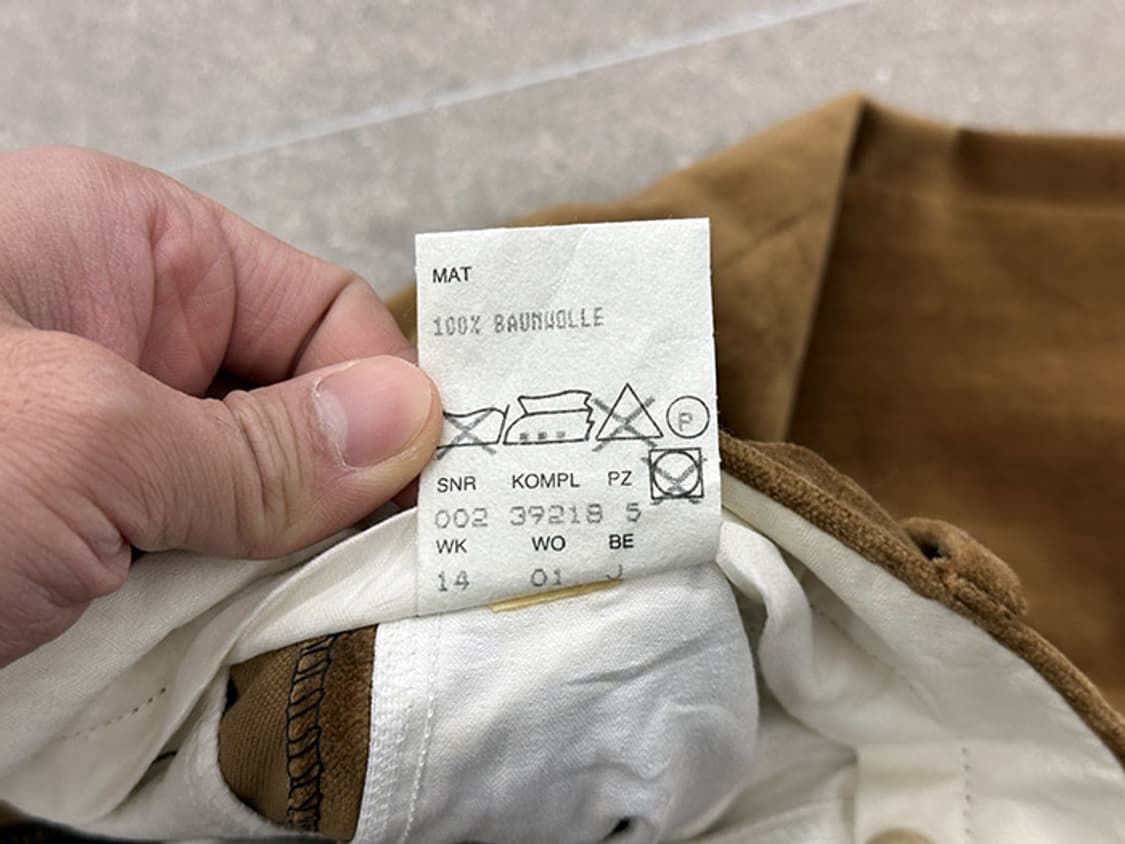 MAT
100% BAUMWOLLE
P
SNR KOMPL PZ
002 39218 5
WK WO BE
14 01 J